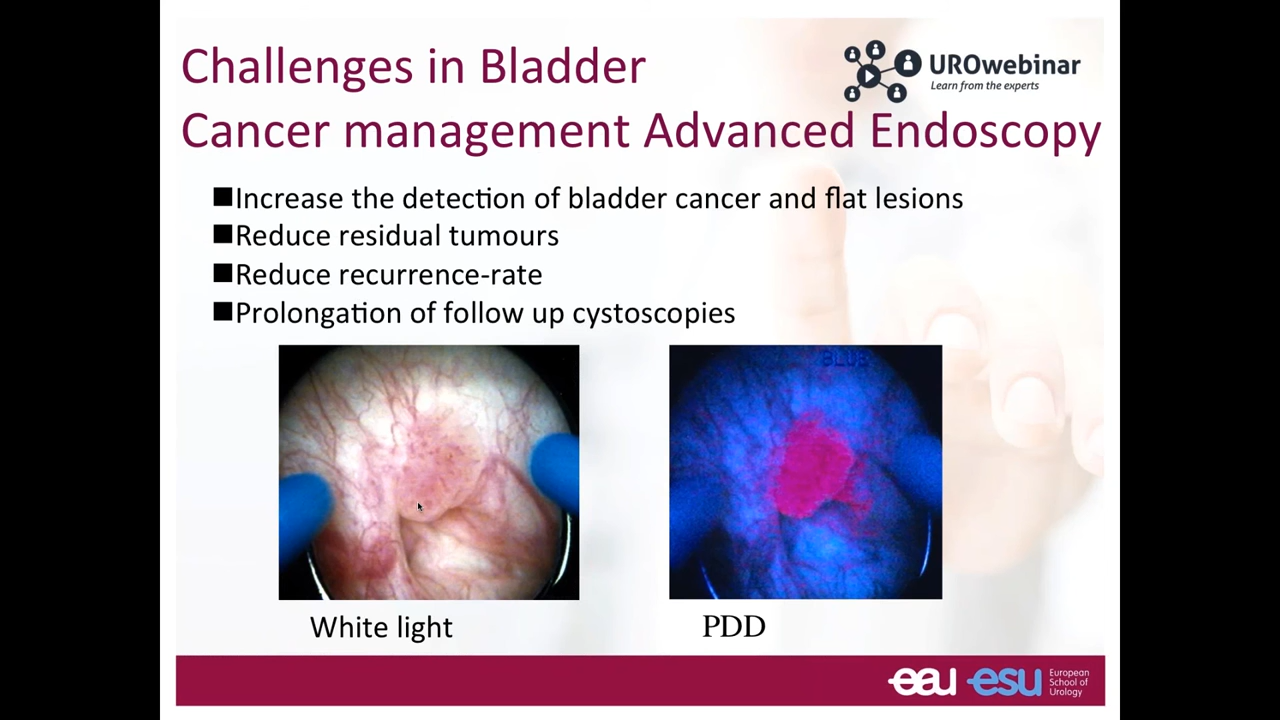 Challenges in Bladder
Cancer management Advanced Endoscopy
UROwebinar
Learn from the experts
■Increase the detection of bladder cancer and flat lesions
■Reduce residual tumours
■Reduce recurrence-rate
■Prolongation of follow up cystoscopies
White light
PDD
eau esu European
School of
Urology